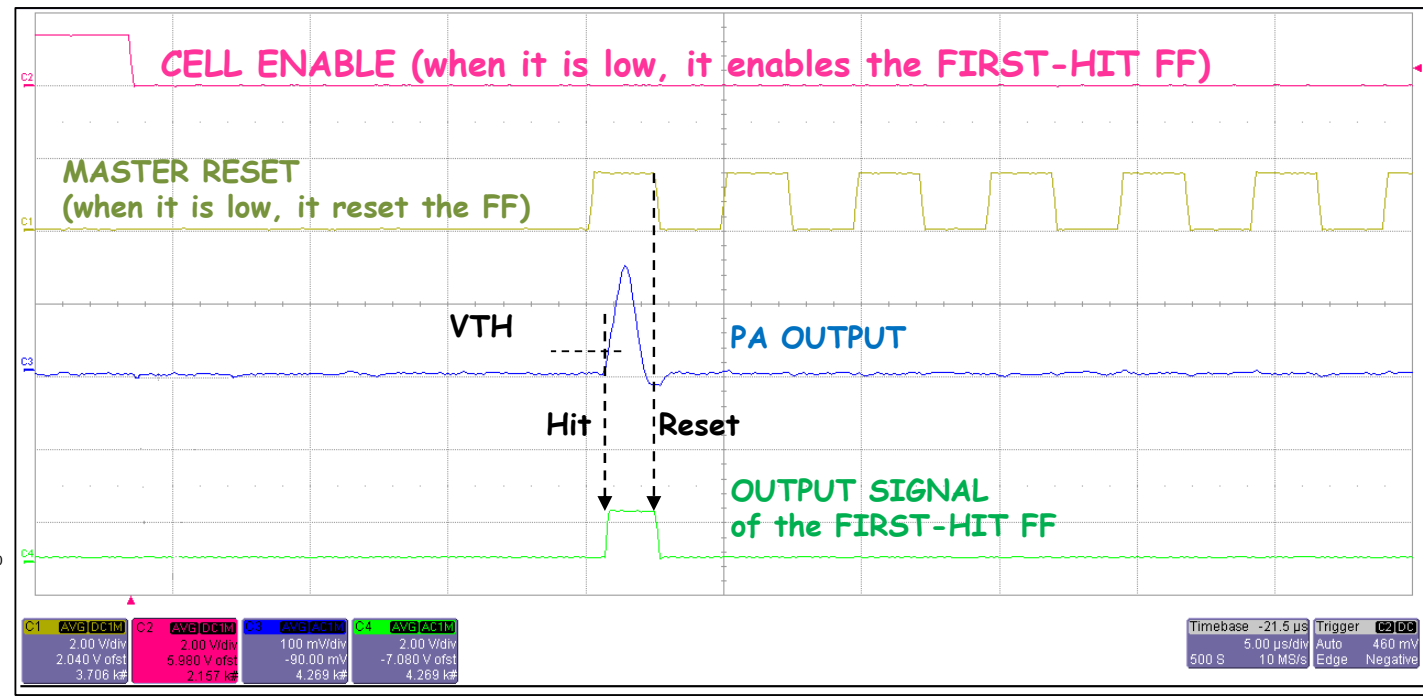 C2
CELL ENABLE (when it is low, it enables the FIRST-HIT FF)
MASTER RESET
(when it is low, it reset the FF)
C1
VTH
PA OUTPUT
C3
Hit
Reset
OUTPUT SIGNAL
of the FIRST-HIT FF
C4
C1 AVG DC1M
2.00 V/div
2.040 V ofst
3.706 k#
C2 AVG DC1M
2.00 V/div
5.980 V ofst
2.157 k#
C3 AVG AC1M
100 mV/div
-90.00 mV
4.269 k#
C4 AVG AC1M
2.00 V/div
-7.080 V ofst
4.269 k#
Timebase -21.5 µs
5.00 µs/div
500 S 10 MS/s
Trigger C2 DC
Auto 460 mV
Edge Negative